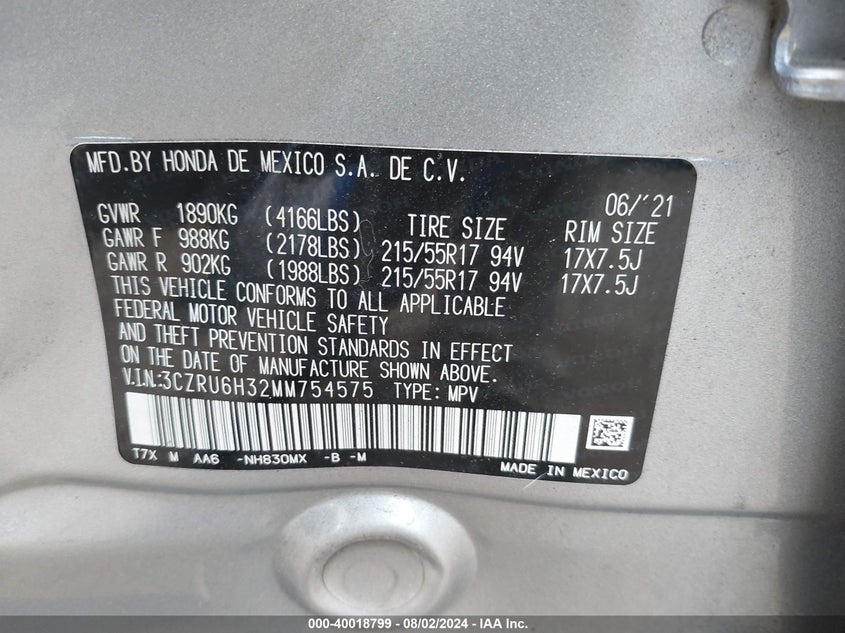 MFD.BY HONDA DE MEXICO S.A. DE C.V.
06/'21
GVWR 1890KG (4166LBS) TIRE SIZE RIM SIZE
GAWR F 988KG (2178LBS) 215/55R17 94V 17X7.5J
GAWR R 902KG (1988LBS) 215/55R17 94V 17X7.5J
THIS VEHICLE CONFORMS TO ALL APPLICABLE
FEDERAL MOTOR VEHICLE SAFETY
AND THEFT PREVENTION STANDARDS IN EFFECT
ON THE DATE OF MANUFACTURE SHOWN ABOVE.
V.I.N:3CZRU6H32MM754575 TYPE: MPV
T7X M AA6 -NH830MX -B -M
MADE IN MEXICO
000-40018799 - 08/02/2024 - IAA Inc.